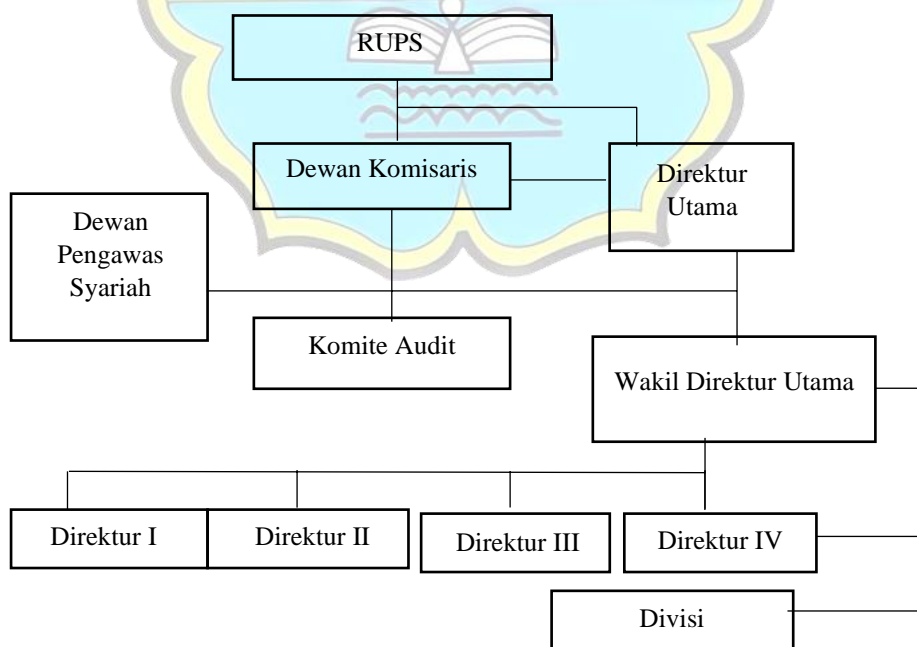 RUPS
Dewan Komisaris
Direktur
Utama
Dewan
Pengawas
Syariah
Komite Audit
Wakil Direktur Utama
Direktur I
Direktur II
Direktur III
Direktur IV
Divisi